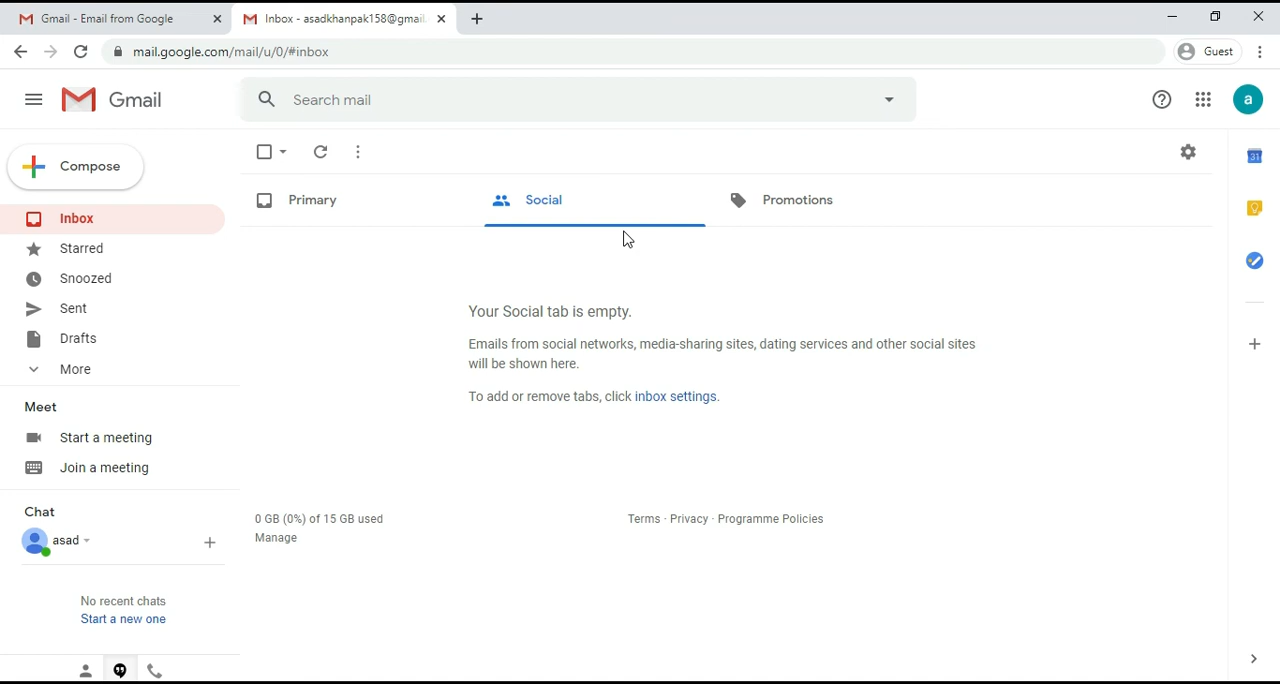 Gmail - Email from Google
Inbox - asadkhanpak158@gmail.
mail.google.com/mail/u/0/#inbox
Guest
Gmail
Search mail
a
Compose
31
Primary
Social
Promotions
Inbox
Starred
Snoozed
Sent
Drafts
More
Your Social tab is empty.
Emails from social networks, media-sharing sites, dating services and other social sites
will be shown here.
To add or remove tabs, click inbox settings.
Meet
Start a meeting
Join a meeting
Chat
asad
0 GB (0%) of 15 GB used
Manage
Terms · Privacy · Programme Policies
No recent chats
Start a new one